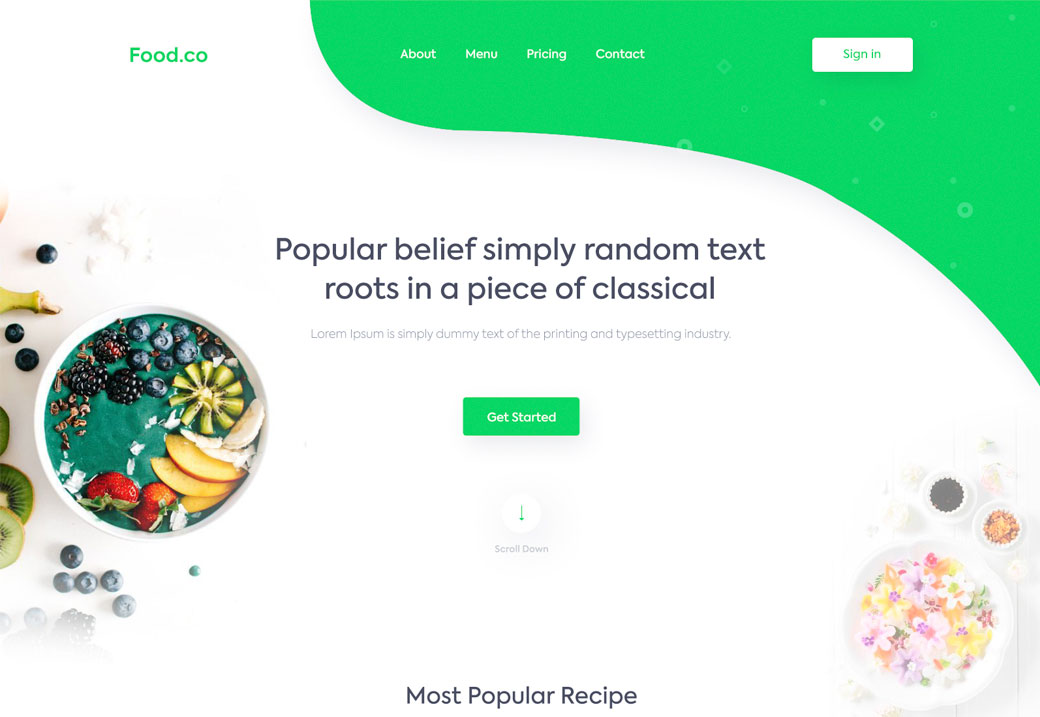 Food.co
About Menu Pricing Contact
Sign in
Popular belief simply random text
roots in a piece of classical
Lorem Ipsum is simply dummy text of the printing and typesetting industry.
Get Started
↓
Scroll Down
Most Popular Recipe